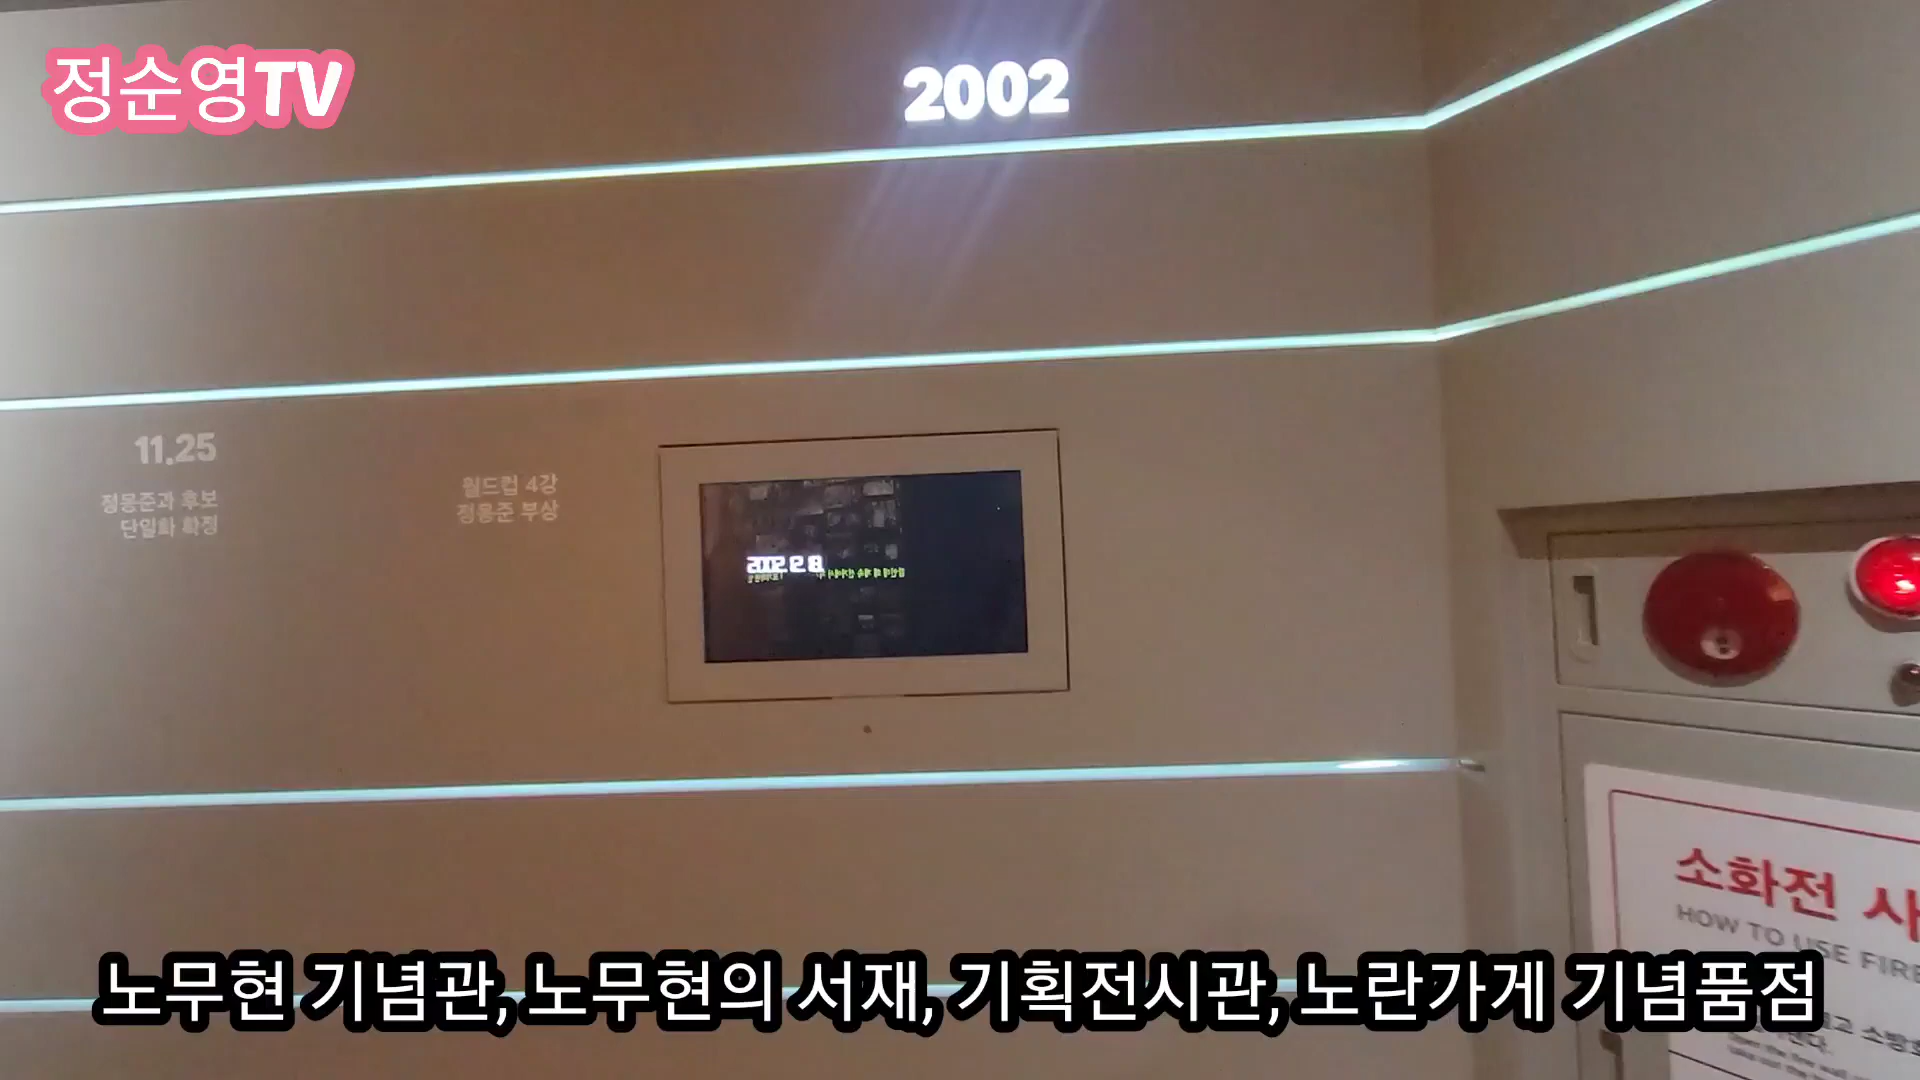 정순영TV
2002
11.25
정몽준과 후보
단일화 확정
월드컵 4강
정몽준 부상
소화전 사
HOW TO USE FIRE
노무현 기념관, 노무현의 서재, 기획전시관, 노란가게 기념품점